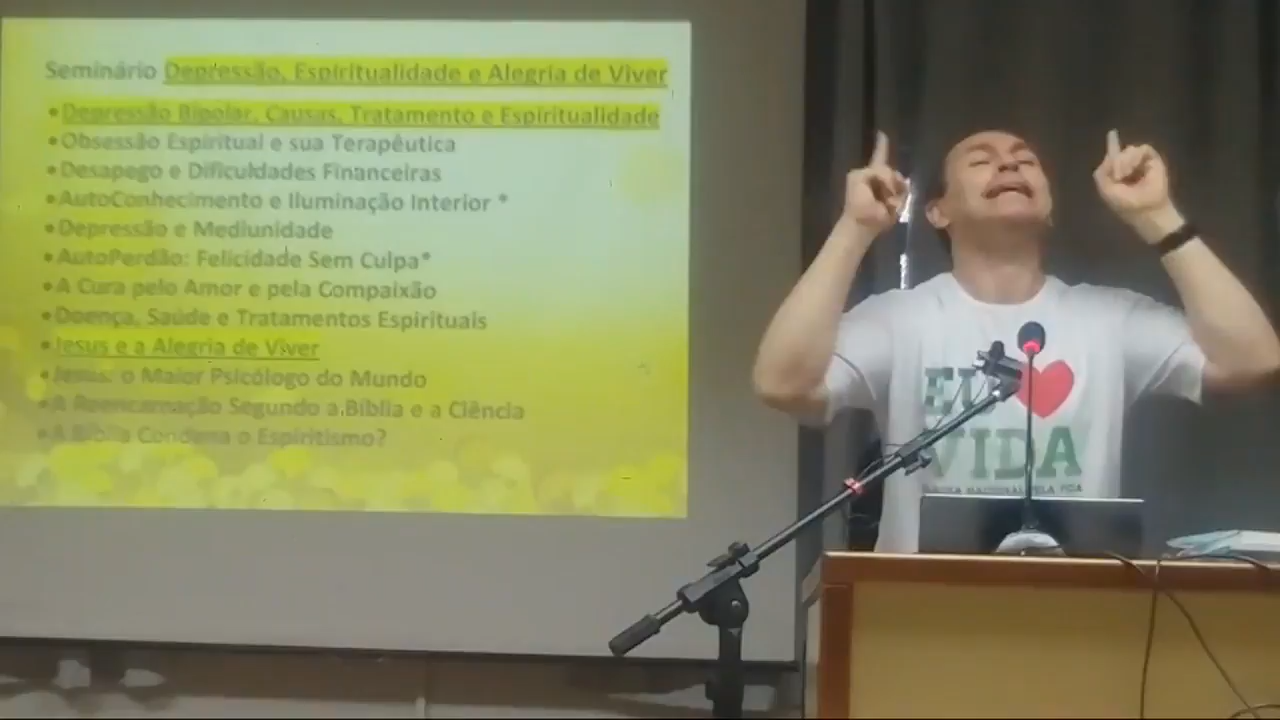 Seminário Depressão, Espiritualidade e Alegria de Viver
•Depressão Bipolar, Causas, Tratamento e Espiritualidade
•Obsessão Espiritual e sua Terapêutica
•Desapego e Dificuldades Financeiras
•AutoConhecimento e Iluminação Interior *
•Depressão e Mediunidade
•AutoPerdão: Felicidade Sem Culpa*
•A Cura pelo Amor e pela Compaixão
•Doença, Saúde e Tratamentos Espirituais
•Jesus e a Alegria de Viver
•Jesus: o Maior Psicólogo do Mundo
•A Reencarnação Segundo a Bíblia e a Ciência
•A Bíblia Condena o Espiritismo?
EU
VIDA